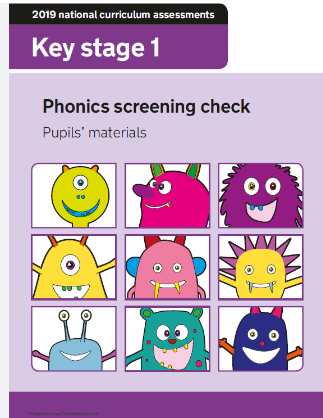 2019 national curriculum assessments
Key stage 1
Phonics screening check
Pupils' materials